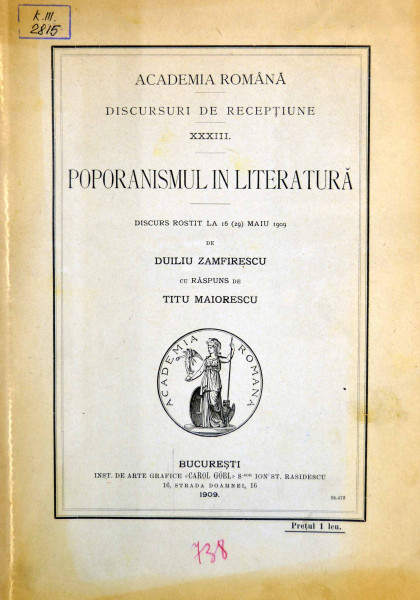 K.III.
2815
ACADEMIA ROMÂNĂ
DISCURSURI DE RECEPȚIUNE
XXXIII.
POPORANISMUL IN LITERATURĂ
DISCURS ROSTIT LA 16 (29) MAIU 1909
DE
DUILIU ZAMFIRESCU
CU RĂSPUNS DE
TITU MAIORESCU
ACADEMIA ROMANA
BUCUREȘTI
INST. DE ARTE GRAFICE «CAROL GÖBL» S-SOR ION ST. RASIDESCU
16, STRADA DOAMNEI, 16
1909.
Prețul 1 leu.
738